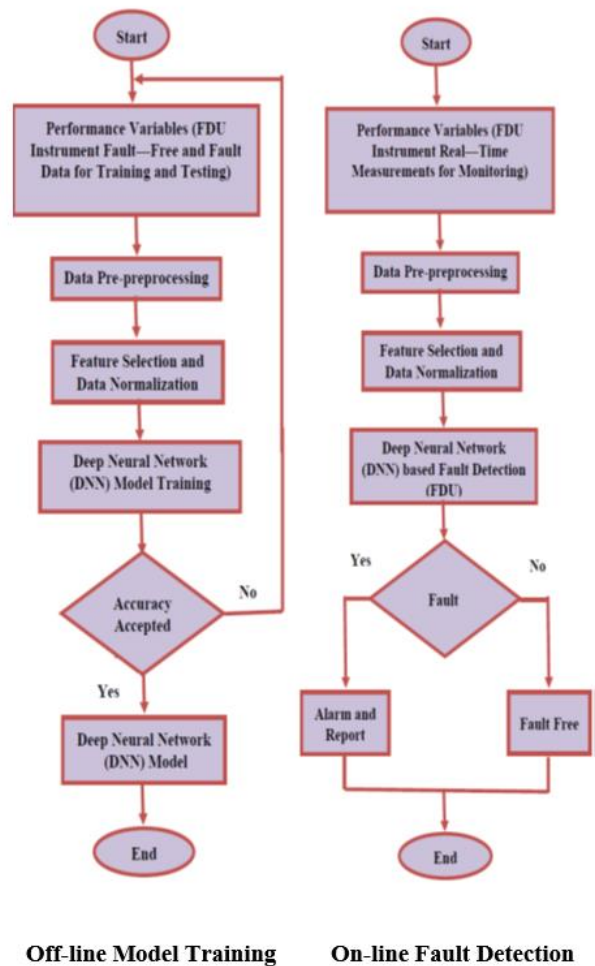 Start
Performance Variables (FDU
Instrument Fault—Free and Fault
Data for Training and Testing)
Data Pre-preprocessing
Feature Selection and
Data Normalization
Deep Neural Network
(DNN) Model Training
Accuracy
Accepted
No
Yes
Deep Neural Network
(DNN) Model
End
Off-line Model Training
Start
Performance Variables (FDU
Instrument Real—Time
Measurements for Monitoring)
Data Pre-preprocessing
Feature Selection and
Data Normalization
Deep Neural Network
(DNN) based Fault Detection
(FDU)
Yes
No
Fault
Alarm and
Report
Fault Free
End
On-line Fault Detection